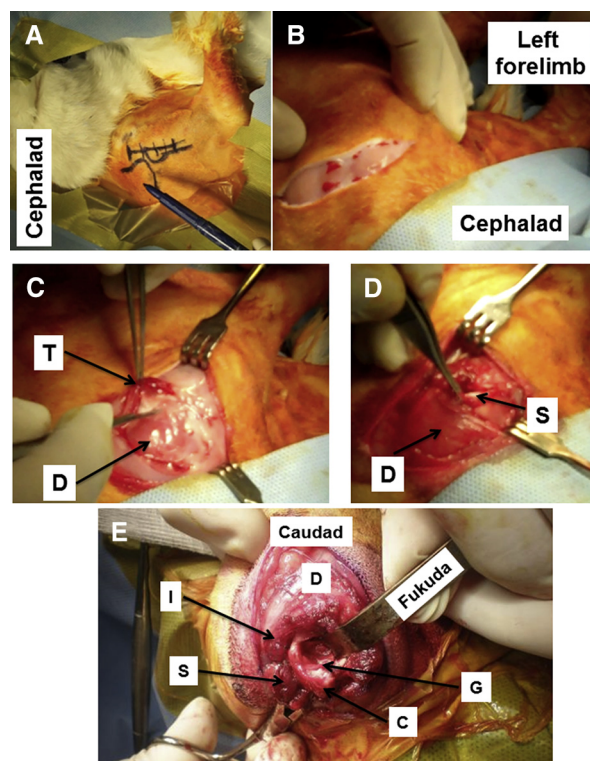 A
Cephalad
B
Left
forelimb
Cephalad
C
T
D
D
S
D
E
Caudad
D
Fukuda
I
S
G
C